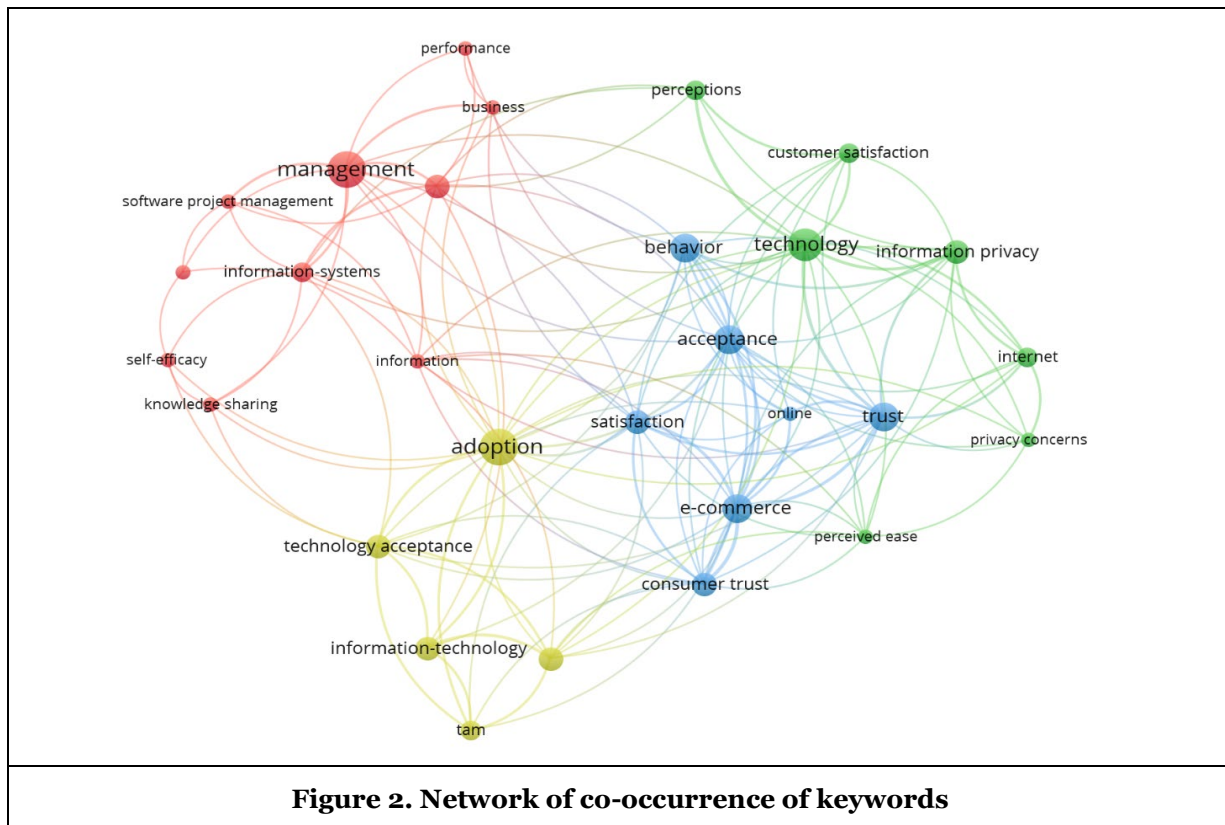 performance
business
perceptions
customer satisfaction
management
software project management
behavior
technology
information privacy
information-systems
acceptance
internet
self-efficacy
information
knowledge sharing
satisfaction
online
trust
privacy concerns
adoption
e-commerce
perceived ease
technology acceptance
consumer trust
information-technology
tam
Figure 2. Network of co-occurrence of keywords